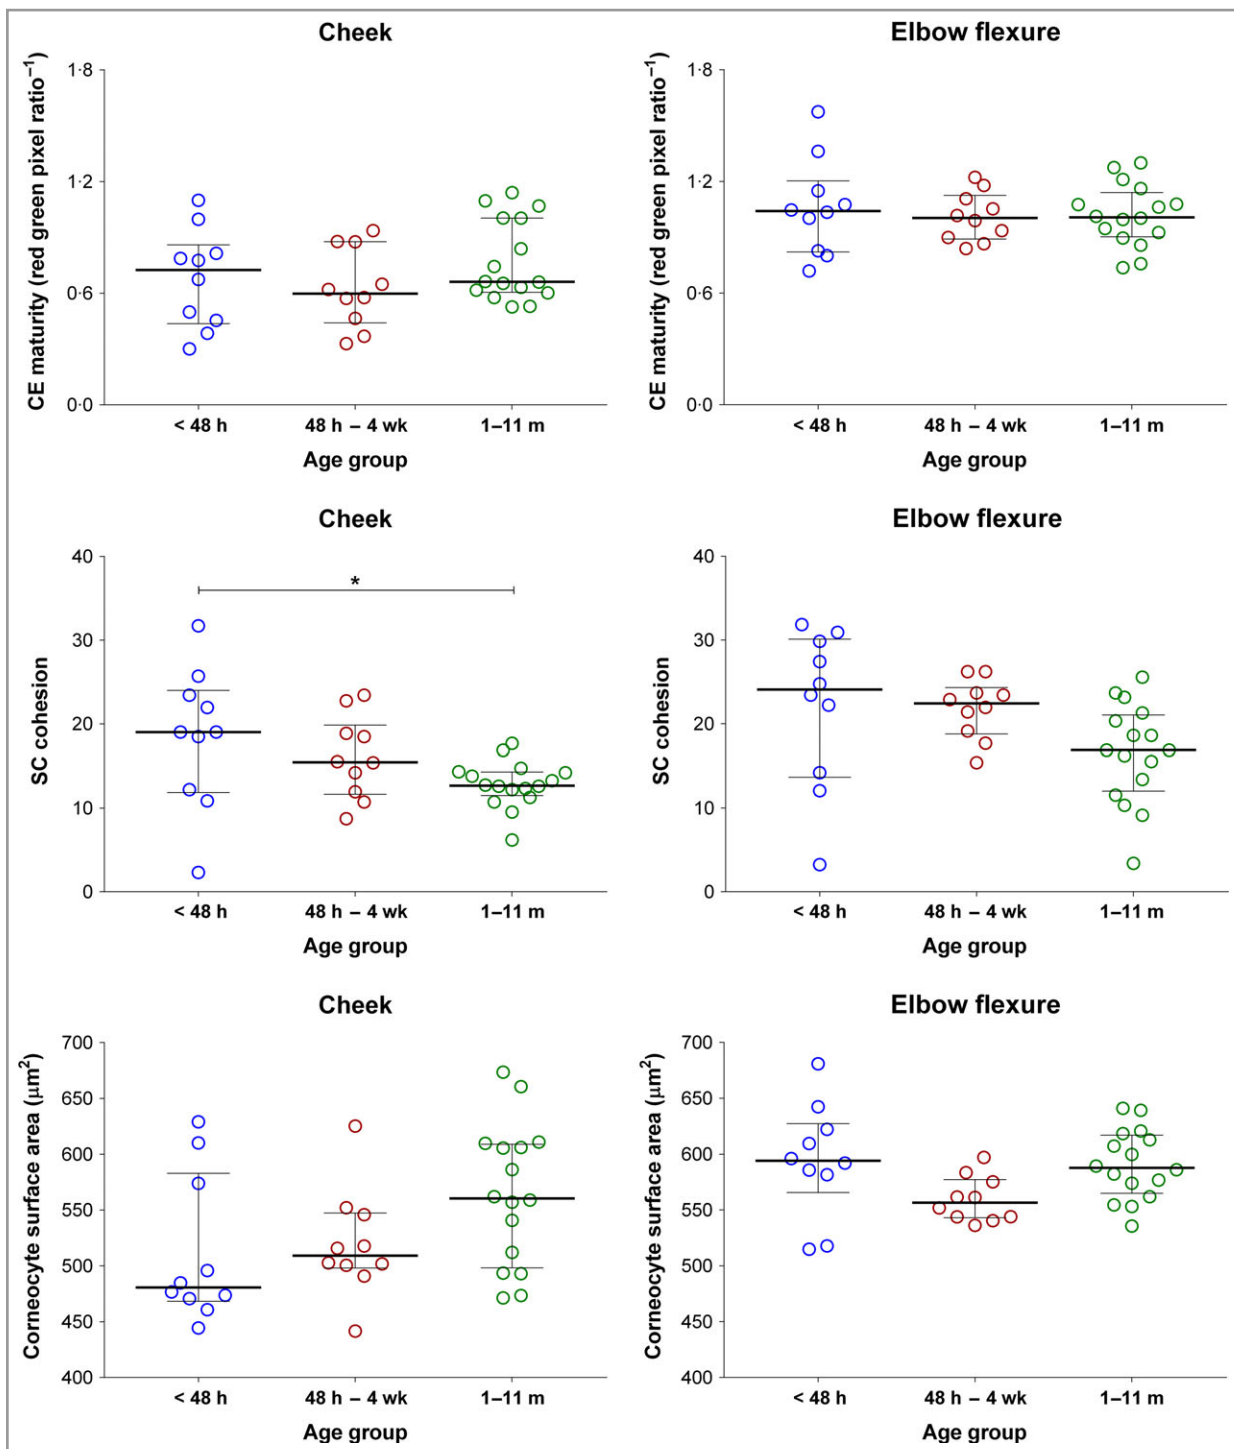 Cheek
CE maturity (red green pixel ratio⁻¹)
1·8
1·2
0·6
0·0
< 48 h
48 h – 4 wk
1–11 m
Age group
Elbow flexure
CE maturity (red green pixel ratio⁻¹)
1·8
1·2
0·6
0·0
< 48 h
48 h – 4 wk
1–11 m
Age group
Cheek
SC cohesion
40
30
20
10
0
*
< 48 h
48 h – 4 wk
1–11 m
Age group
Elbow flexure
SC cohesion
40
30
20
10
0
< 48 h
48 h – 4 wk
1–11 m
Age group
Cheek
Corneocyte surface area (μm²)
700
650
600
550
500
450
400
< 48 h
48 h – 4 wk
1–11 m
Age group
Elbow flexure
Corneocyte surface area (μm²)
700
650
600
550
500
450
400
< 48 h
48 h – 4 wk
1–11 m
Age group